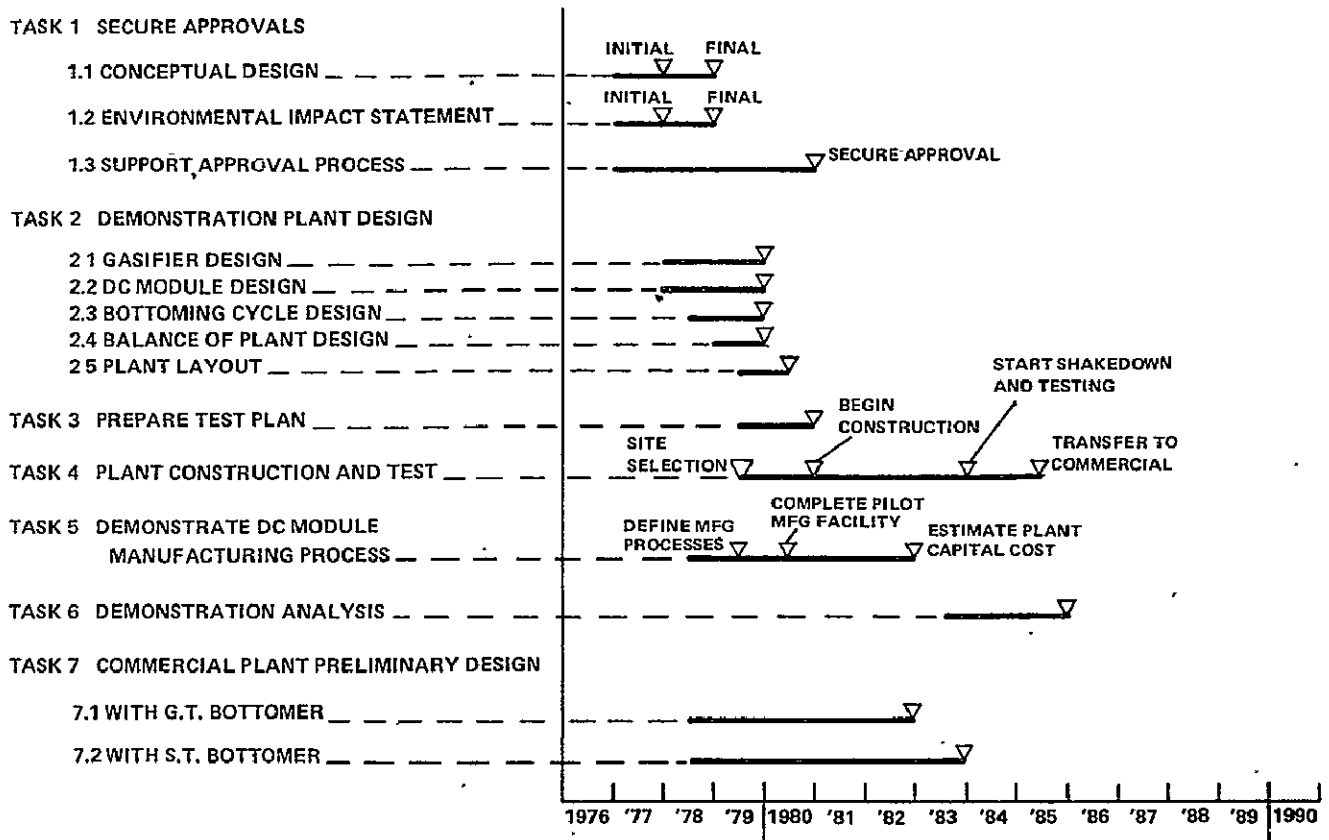 TASK 1 SECURE APPROVALS
INITIAL FINAL
1.1 CONCEPTUAL DESIGN
INITIAL FINAL
1.2 ENVIRONMENTAL IMPACT STATEMENT
1.3 SUPPORT APPROVAL PROCESS
SECURE APPROVAL
TASK 2 DEMONSTRATION PLANT DESIGN
2 1 GASIFIER DESIGN
2.2 DC MODULE DESIGN
2.3 BOTTOMING CYCLE DESIGN
2.4 BALANCE OF PLANT DESIGN
2 5 PLANT LAYOUT
START SHAKEDOWN
AND TESTING
TASK 3 PREPARE TEST PLAN
BEGIN
CONSTRUCTION
TASK 4 PLANT CONSTRUCTION AND TEST
SITE
SELECTION
TRANSFER TO
COMMERCIAL
TASK 5 DEMONSTRATE DC MODULE
MANUFACTURING PROCESS
DEFINE MFG
PROCESSES
COMPLETE PILOT
MFG FACILITY
ESTIMATE PLANT
CAPITAL COST
TASK 6 DEMONSTRATION ANALYSIS
TASK 7 COMMERCIAL PLANT PRELIMINARY DESIGN
7.1 WITH G.T. BOTTOMER
7.2 WITH S.T. BOTTOMER
1976 '77 '78 '79 1980 '81 '82 '83 '84 '85 '86 '87 '88 '89 1990